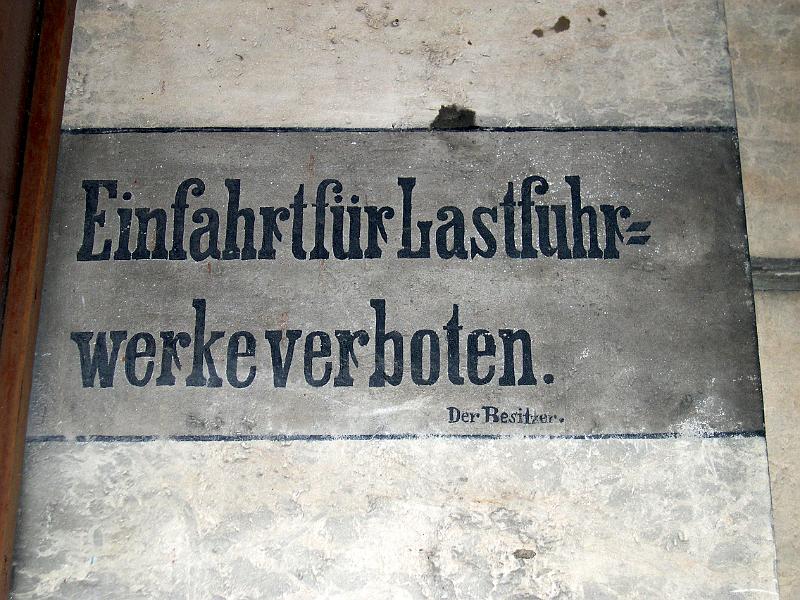 Einfahrt für Lastfuhr=
werke verboten.
Der Besitzer.